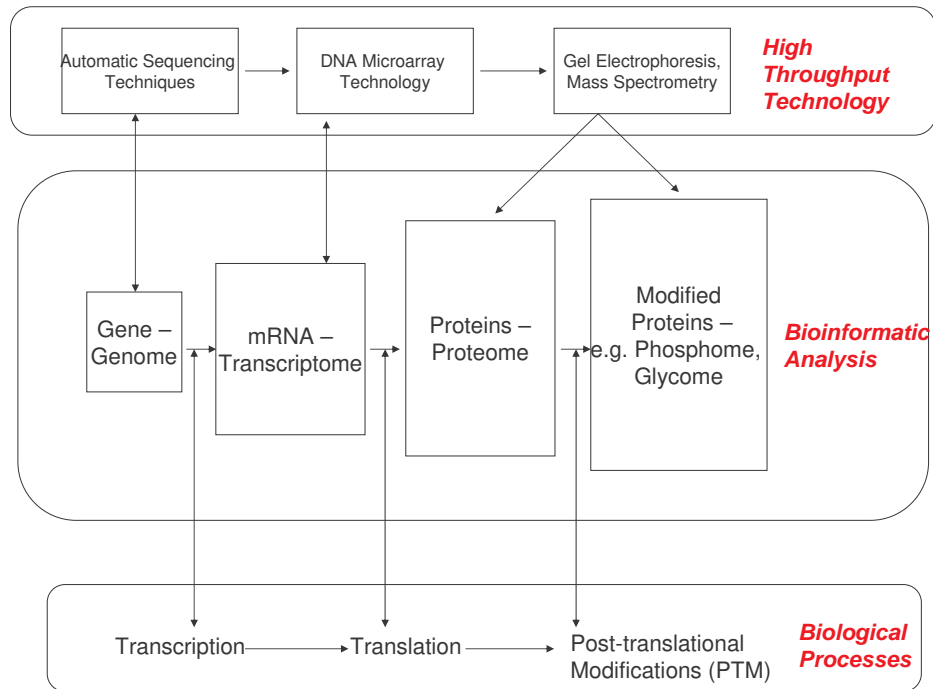 Automatic Sequencing
Techniques
DNA Microarray
Technology
Gel Electrophoresis,
Mass Spectrometry
High
Throughput
Technology
Gene –
Genome
mRNA –
Transcriptome
Proteins –
Proteome
Modified
Proteins –
e.g. Phosphome,
Glycome
Bioinformatic
Analysis
Transcription
Translation
Post-translational
Modifications (PTM)
Biological
Processes